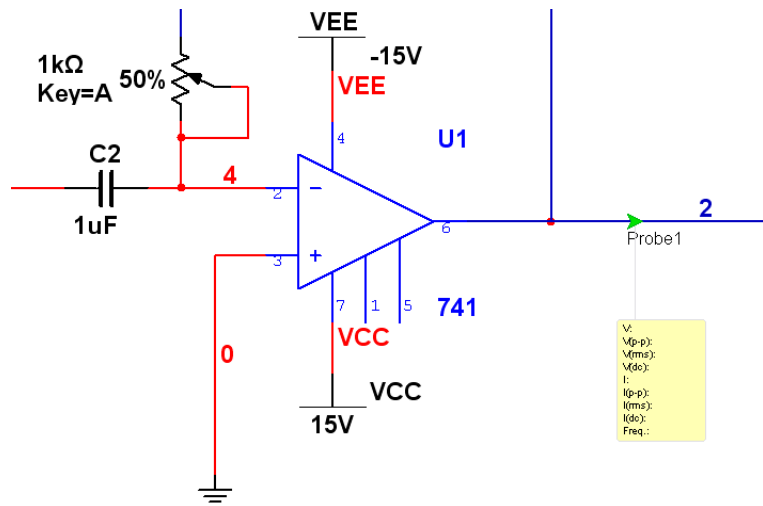 VEE
-15V
1kΩ
50%
Key=A
VEE
4
U1
C2
4
2
1uF
6
2
Probe1
3
7
1
5
741
VCC
0
VCC
15V
V:
V(p-p):
V(rms):
V(dc):
I:
I(p-p):
I(rms):
I(dc):
Freq.: